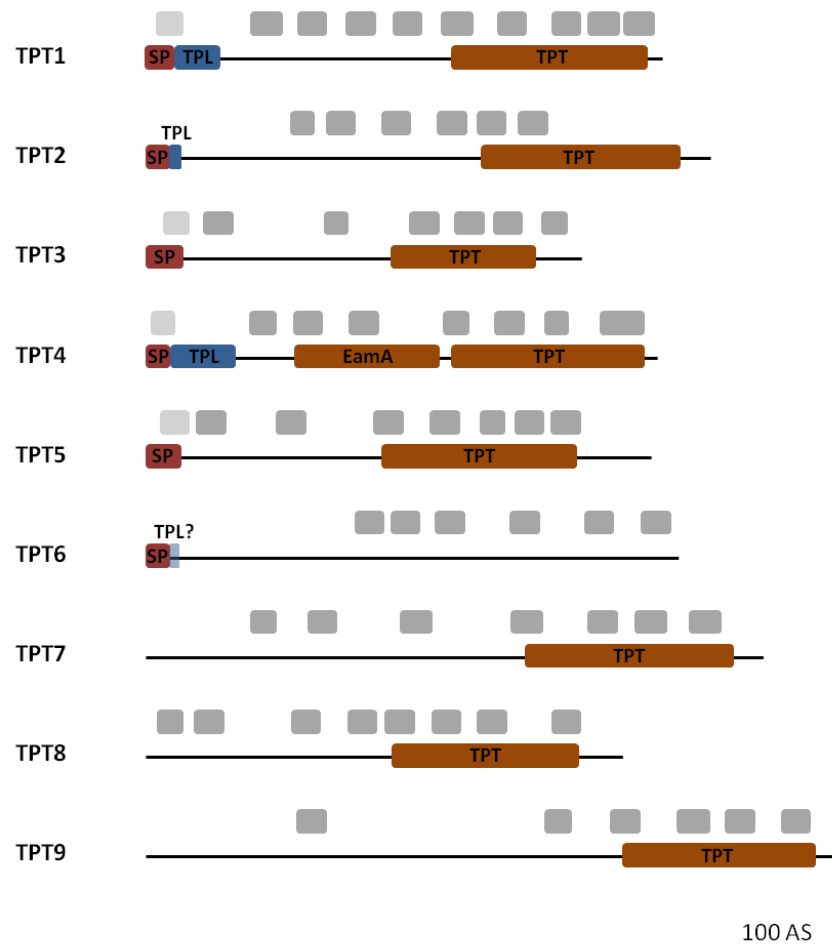 TPT1 SP TPL TPT
TPL
TPT2 SP TPT
TPT3 SP TPT
TPT4 SP TPL EamA TPT
TPT5 SP TPT
TPL?
TPT6 SP
TPT7 TPT
TPT8 TPT
TPT9 TPT
100 AS